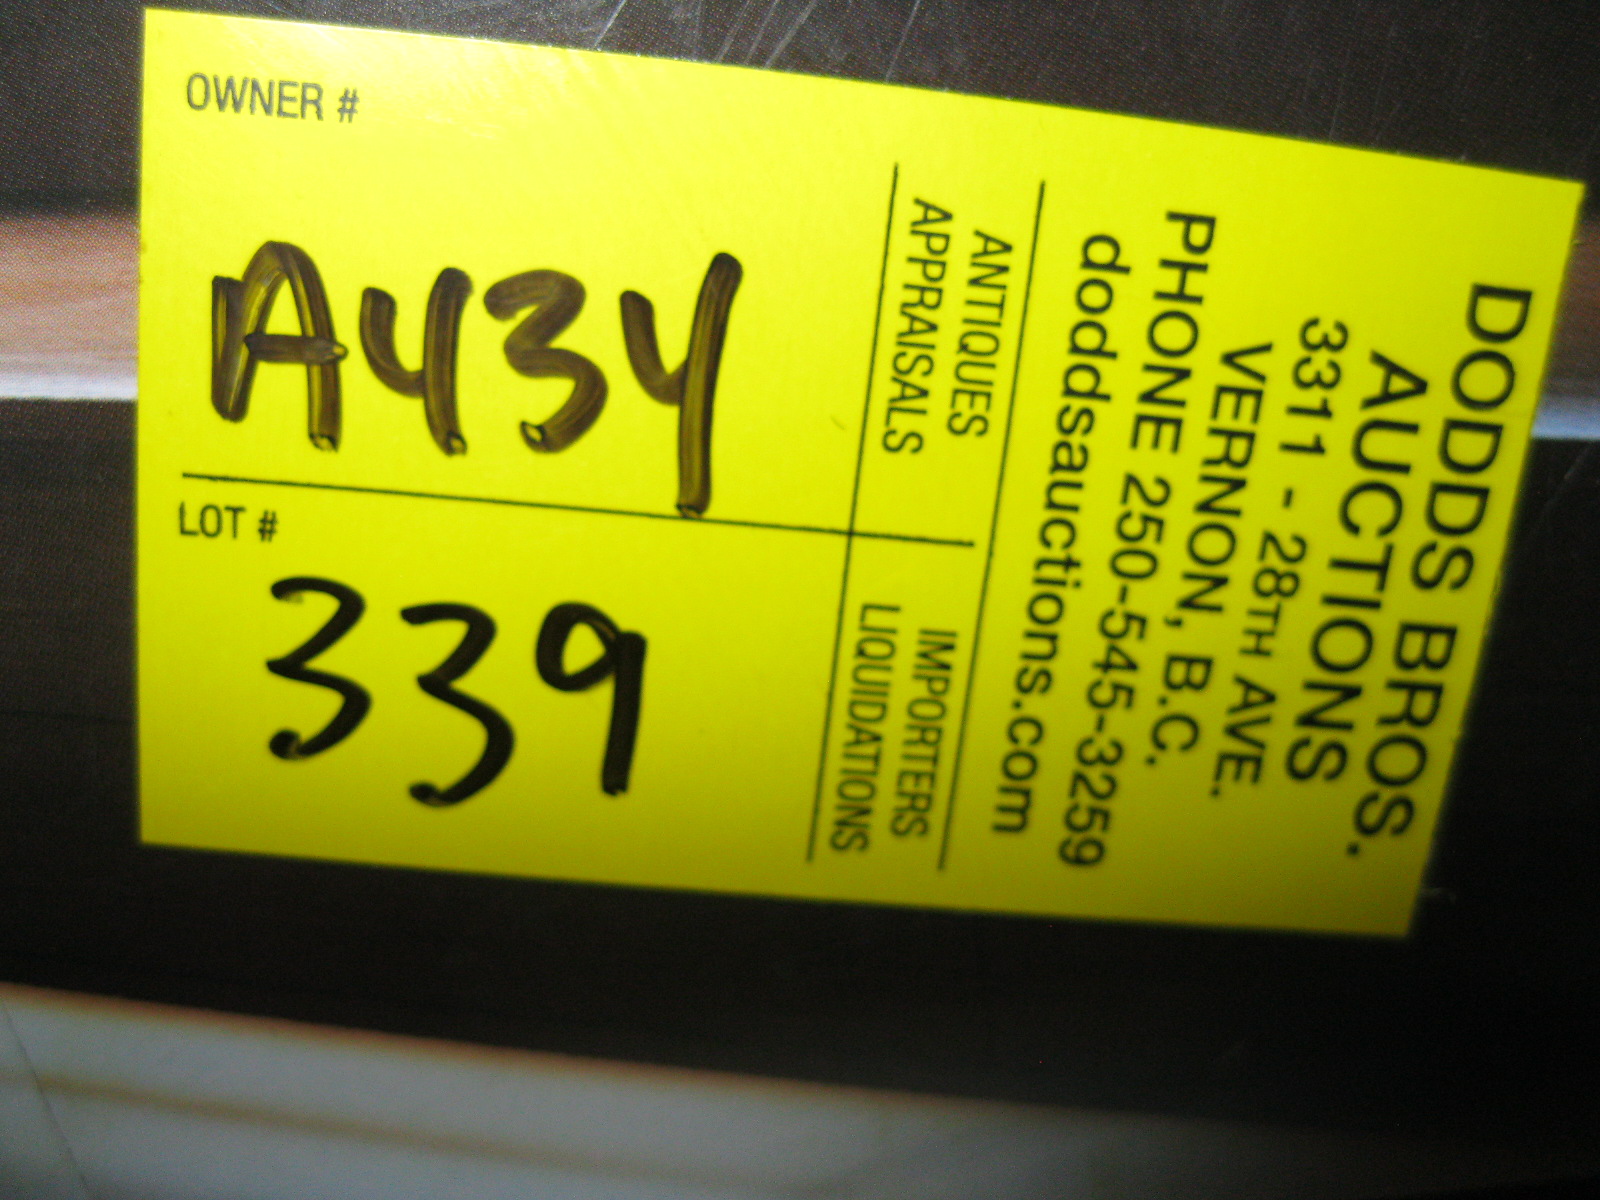 OWNER #
A434
LOT #
339
DODDS BROS.
AUCTIONS
3311 - 28TH AVE.
VERNON, B.C.
PHONE 250-545-3259
doddsauctions.com
ANTIQUES
APPRAISALS
IMPORTERS
LIQUIDATIONS